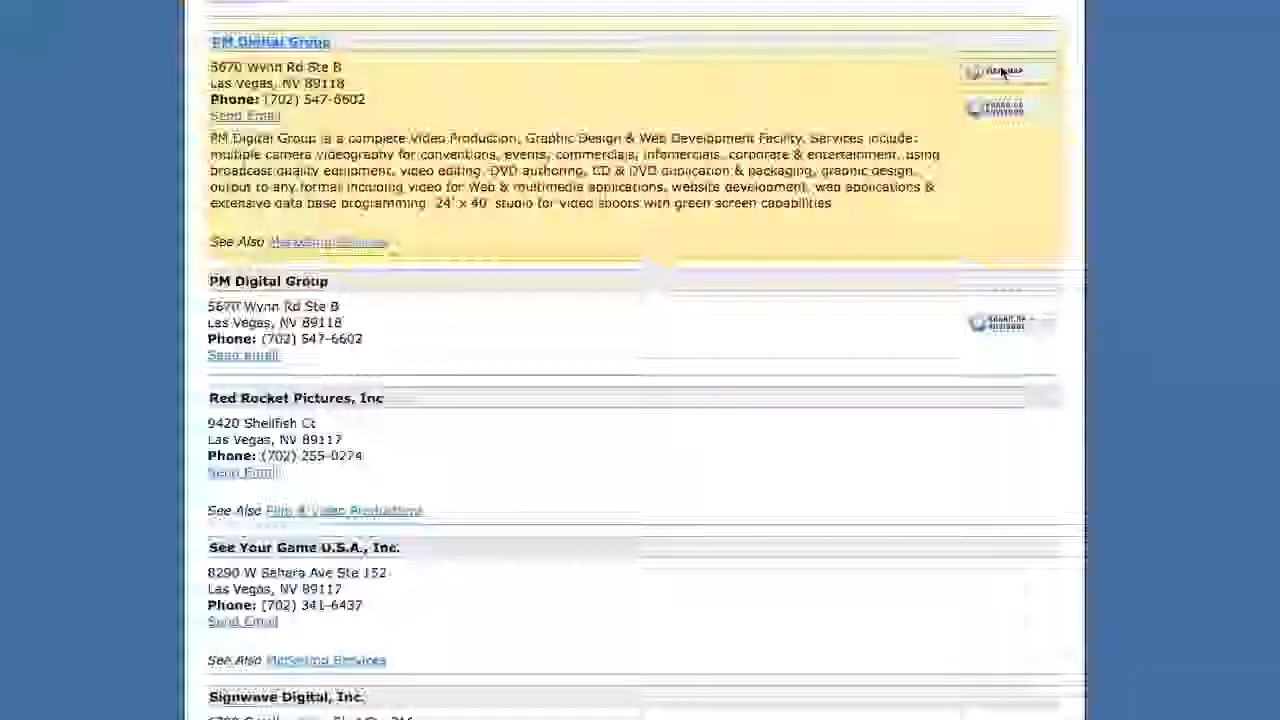 PM Digital Group
5670 Wynn Rd Ste B
Las Vegas, NV 89118
Phone: (702) 547-6602
Send Email
PM Digital Group is a complete Video Production, Graphic Design & Web Development Facility. Services include:
multiple camera videography for conventions, events, commercials, infomercials, corporate & entertainment, using
broadcast quality equipment, video editing, DVD authoring, CD & DVD duplication & packaging, graphic design,
output to any format including video for Web & multimedia applications, website development, web applications &
extensive data base programming. 24' x 40' studio for video shoots with green screen capabilities
See Also Marketing Services
PM Digital Group
5670 Wynn Rd Ste B
Las Vegas, NV 89118
Phone: (702) 547-6602
Send email
Red Rocket Pictures, Inc
9420 Shellfish Ct
Las Vegas, NV 89117
Phone: (702) 255-0274
Send Email
See Also Film & Video Productions
See Your Game U.S.A., Inc.
8290 W Sahara Ave Ste 152
Las Vegas, NV 89117
Phone: (702) 341-6437
Send Email
See Also Marketing Services
Signwave Digital, Inc.